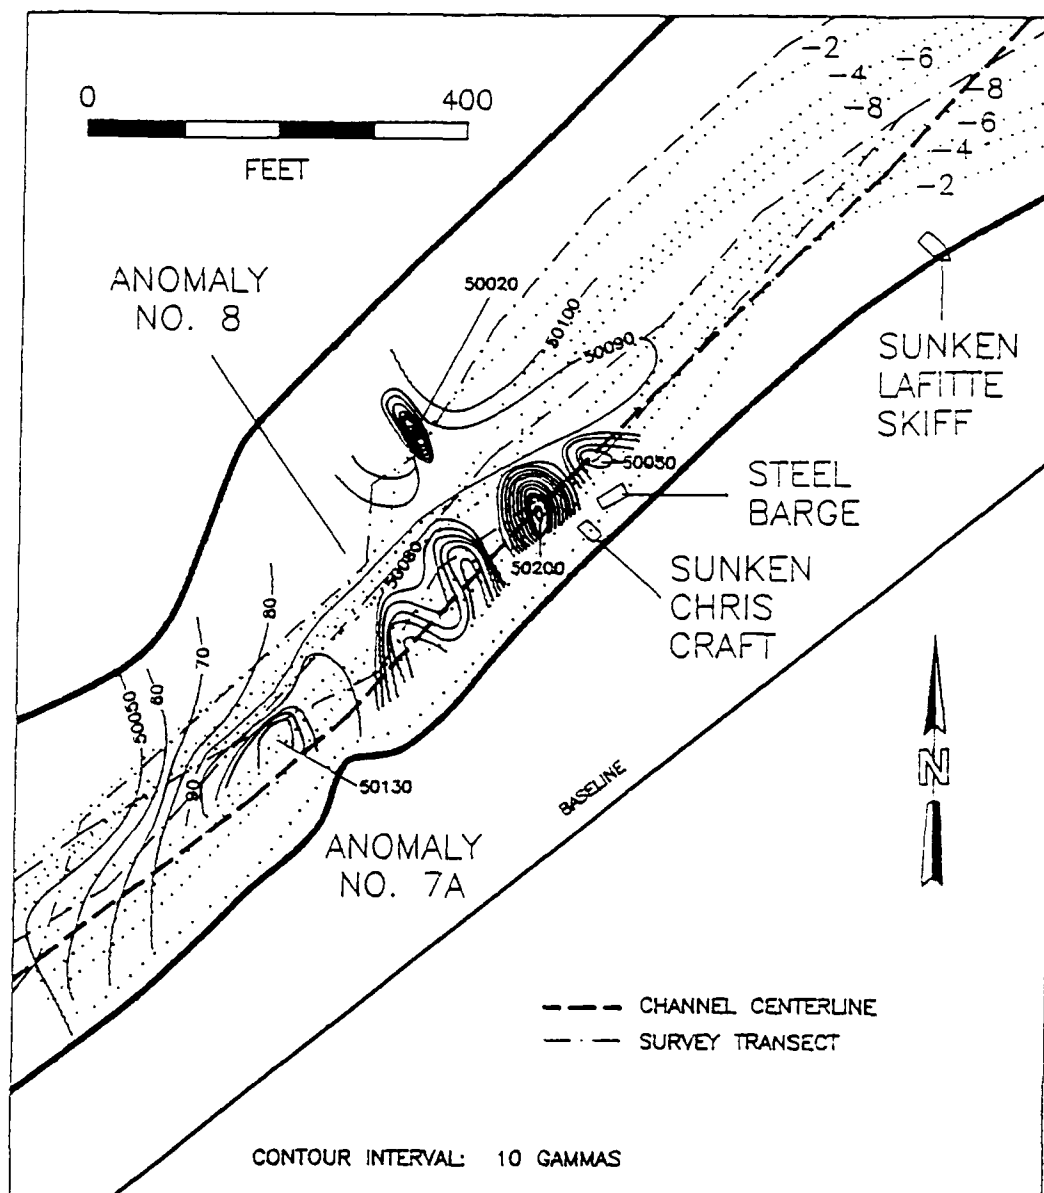 0 400
FEET
-2
-4
-6
-8
-8
-6
-4
-2
ANOMALY
NO. 8
50020
50100
50090
SUNKEN
LAFITTE
SKIFF
50050
STEEL
BARGE
50200
SUNKEN
CHRIS
CRAFT
50080
80
70
60
50050
90
50130
ANOMALY
NO. 7A
BASELINE
N
CHANNEL CENTERLINE
SURVEY TRANSECT
CONTOUR INTERVAL: 10 GAMMAS